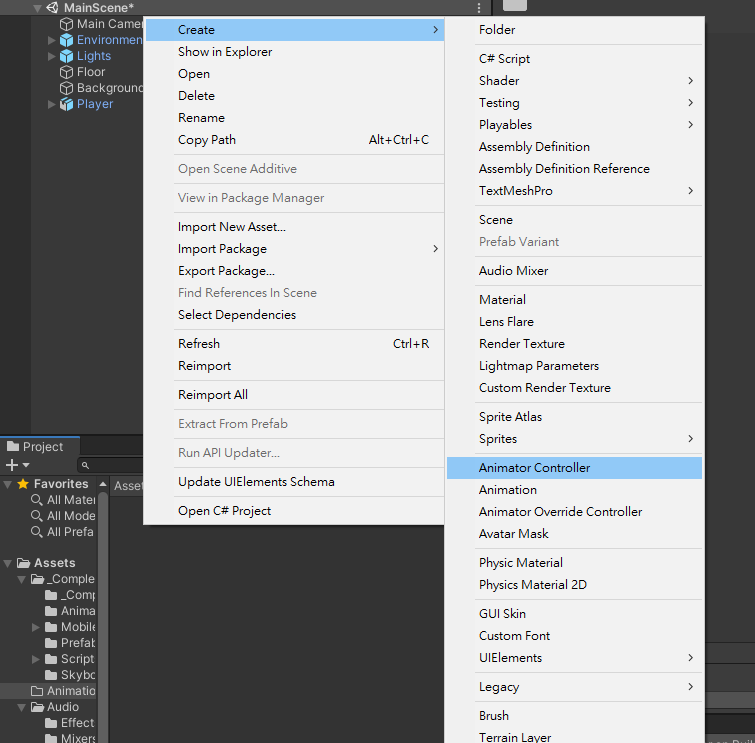 MainScene*
Main Camer
Environmen
Lights
Floor
Background
Player
Create
Show in Explorer
Open
Delete
Rename
Copy Path Alt+Ctrl+C
Open Scene Additive
View in Package Manager
Import New Asset...
Import Package
Export Package...
Find References In Scene
Select Dependencies
Refresh Ctrl+R
Reimport
Reimport All
Extract From Prefab
Run API Updater...
Update UIElements Schema
Open C# Project
Folder
C# Script
Shader
Testing
Playables
Assembly Definition
Assembly Definition Reference
TextMeshPro
Scene
Prefab Variant
Audio Mixer
Material
Lens Flare
Render Texture
Lightmap Parameters
Custom Render Texture
Sprite Atlas
Sprites
Animator Controller
Animation
Animator Override Controller
Avatar Mask
Physic Material
Physics Material 2D
GUI Skin
Custom Font
UIElements
Legacy
Brush
Terrain Layer
Project
Favorites
All Mater
All Mode
All Prefa
Assets
_Comple
_Comp
Anima
Mobile
Prefab
Script
Skybo
Animatio
Audio
Effect
Mixers
Asset